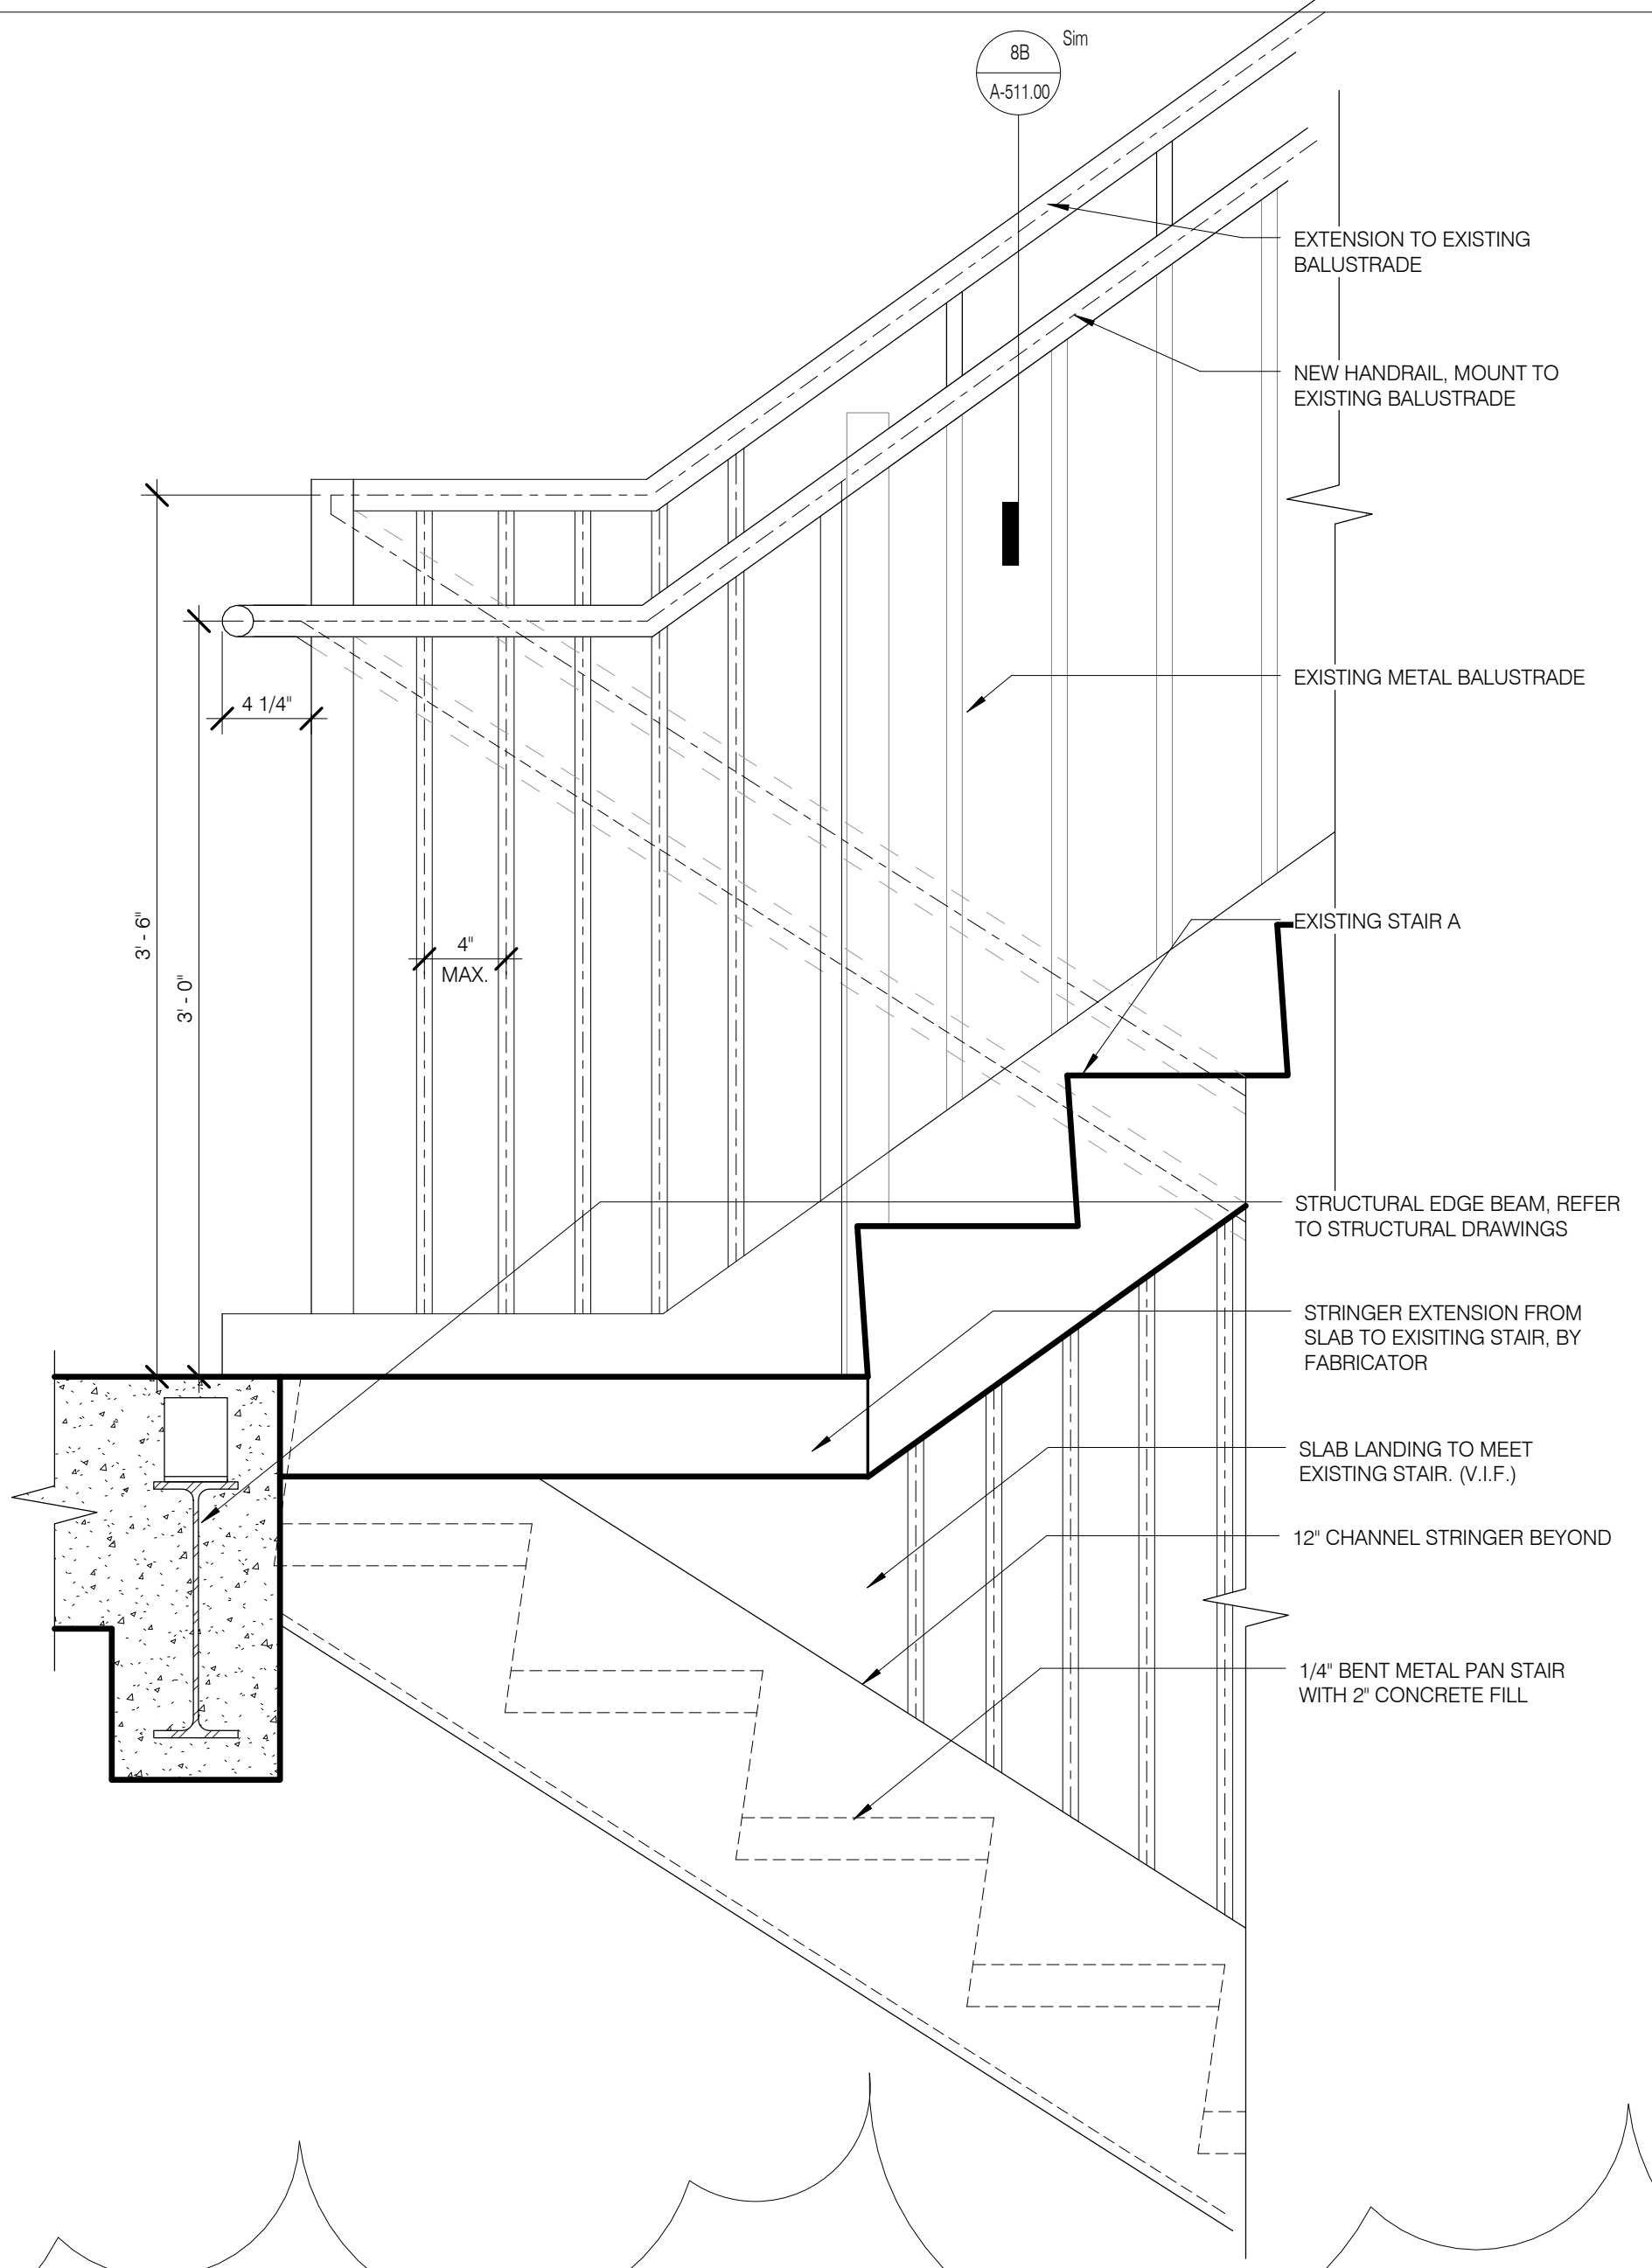 8B
Sim
A-511.00
EXTENSION TO EXISTING
BALUSTRADE
NEW HANDRAIL, MOUNT TO
EXISTING BALUSTRADE
EXISTING METAL BALUSTRADE
4 1/4"
3' - 6"
3' - 0"
4"
MAX.
EXISTING STAIR A
STRUCTURAL EDGE BEAM, REFER
TO STRUCTURAL DRAWINGS
STRINGER EXTENSION FROM
SLAB TO EXISITING STAIR, BY
FABRICATOR
SLAB LANDING TO MEET
EXISTING STAIR. (V.I.F.)
12" CHANNEL STRINGER BEYOND
1/4" BENT METAL PAN STAIR
WITH 2" CONCRETE FILL